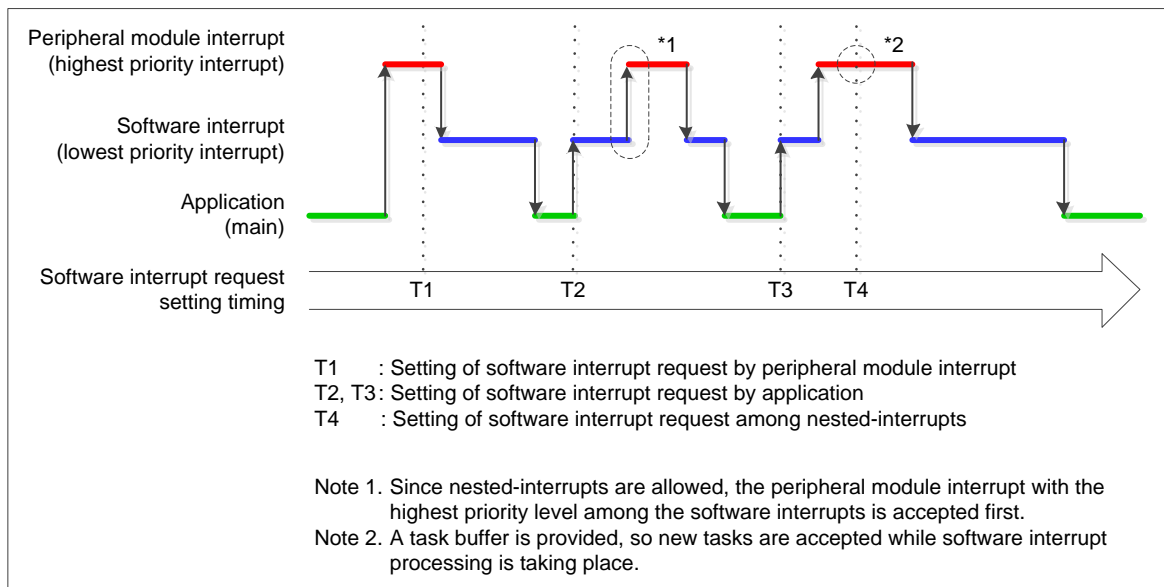 Peripheral module interrupt
(highest priority interrupt)
*1
*2
Software interrupt
(lowest priority interrupt)
Application
(main)
Software interrupt request
setting timing
T1
T2
T3
T4
T1 : Setting of software interrupt request by peripheral module interrupt
T2, T3 : Setting of software interrupt request by application
T4 : Setting of software interrupt request among nested-interrupts
Note 1. Since nested-interrupts are allowed, the peripheral module interrupt with the
highest priority level among the software interrupts is accepted first.
Note 2. A task buffer is provided, so new tasks are accepted while software interrupt
processing is taking place.